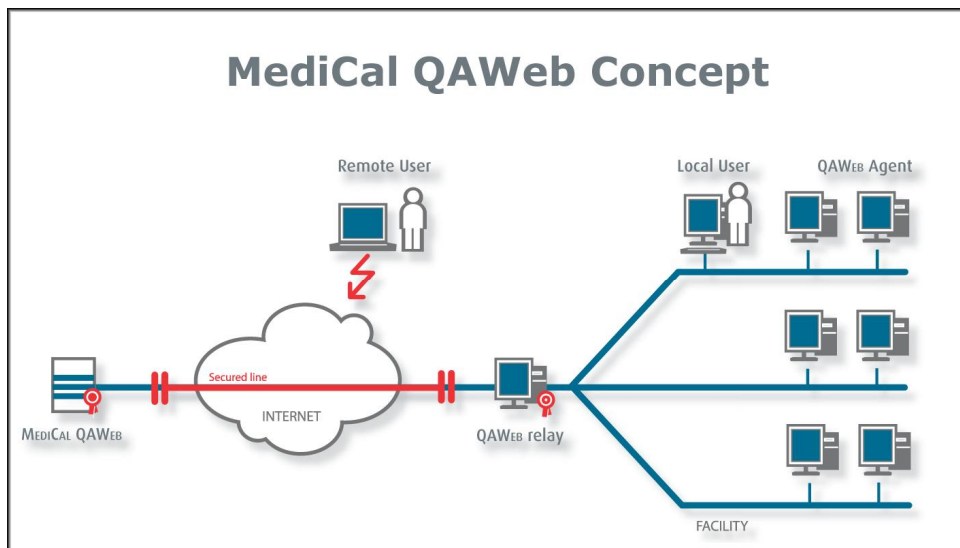 MediCal QAWeb Concept
Remote User
Local User
QAWEB Agent
Secured line
INTERNET
MEDICAL QAWEB
QAWEB relay
FACILITY